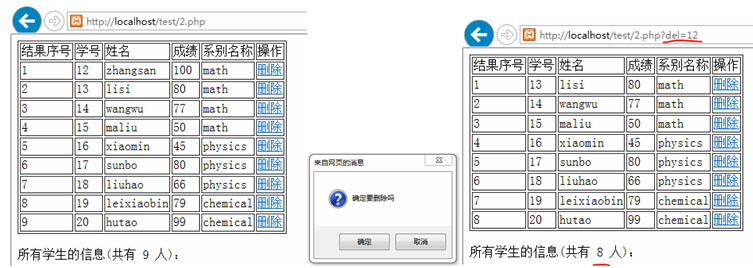 http://localhost/test/2.php
结果序号 学号 姓名 成绩 系别名称 操作
1 12 zhangsan 100 math 删除
2 13 lisi 80 math 删除
3 14 wangwu 77 math 删除
4 15 maliu 50 math 删除
5 16 xiaomin 45 physics 删除
6 17 sunbo 80 physics 删除
7 18 liuhao 66 physics 删除
8 19 leixiaobin 79 chemical 删除
9 20 hutao 99 chemical 删除
所有学生的信息(共有 9 人):
来自网页的消息
确定要删除吗
确定 取消
http://localhost/test/2.php?del=12
结果序号 学号 姓名 成绩 系别名称 操作
1 13 lisi 80 math 删除
2 14 wangwu 77 math 删除
3 15 maliu 50 math 删除
4 16 xiaomin 45 physics 删除
5 17 sunbo 80 physics 删除
6 18 liuhao 66 physics 删除
7 19 leixiaobin 79 chemical 删除
8 20 hutao 99 chemical 删除
所有学生的信息(共有 8 人):